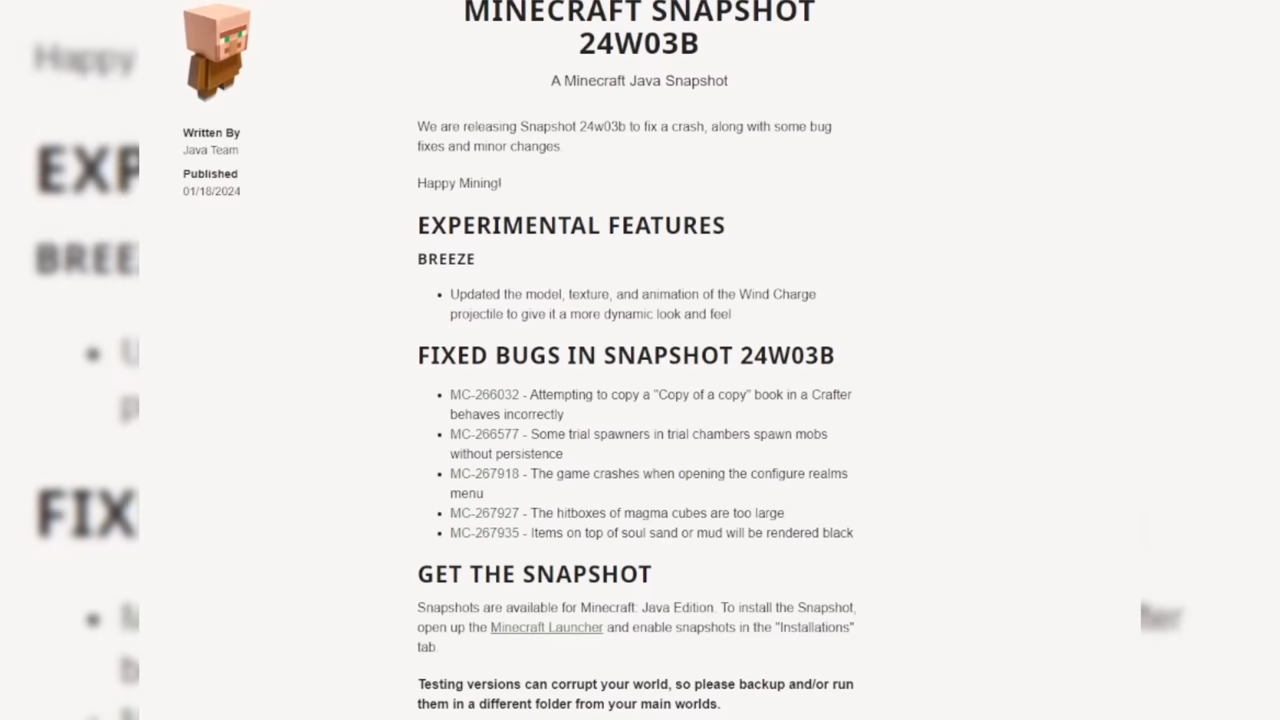 MINECRAFT SNAPSHOT
24W03B
A Minecraft Java Snapshot
Written By
Java Team
Published
01/18/2024
We are releasing Snapshot 24w03b to fix a crash, along with some bug
fixes and minor changes.
Happy Mining!
EXPERIMENTAL FEATURES
BREEZE
• Updated the model, texture, and animation of the Wind Charge
projectile to give it a more dynamic look and feel
FIXED BUGS IN SNAPSHOT 24W03B
• MC-266032 - Attempting to copy a "Copy of a copy" book in a Crafter
behaves incorrectly
• MC-266577 - Some trial spawners in trial chambers spawn mobs
without persistence
• MC-267918 - The game crashes when opening the configure realms
menu
• MC-267927 - The hitboxes of magma cubes are too large
• MC-267935 - Items on top of soul sand or mud will be rendered black
GET THE SNAPSHOT
Snapshots are available for Minecraft: Java Edition. To install the Snapshot,
open up the Minecraft Launcher and enable snapshots in the "Installations"
tab.
Testing versions can corrupt your world, so please backup and/or run
them in a different folder from your main worlds.
Happy
EXP
BREE
FIX
fter